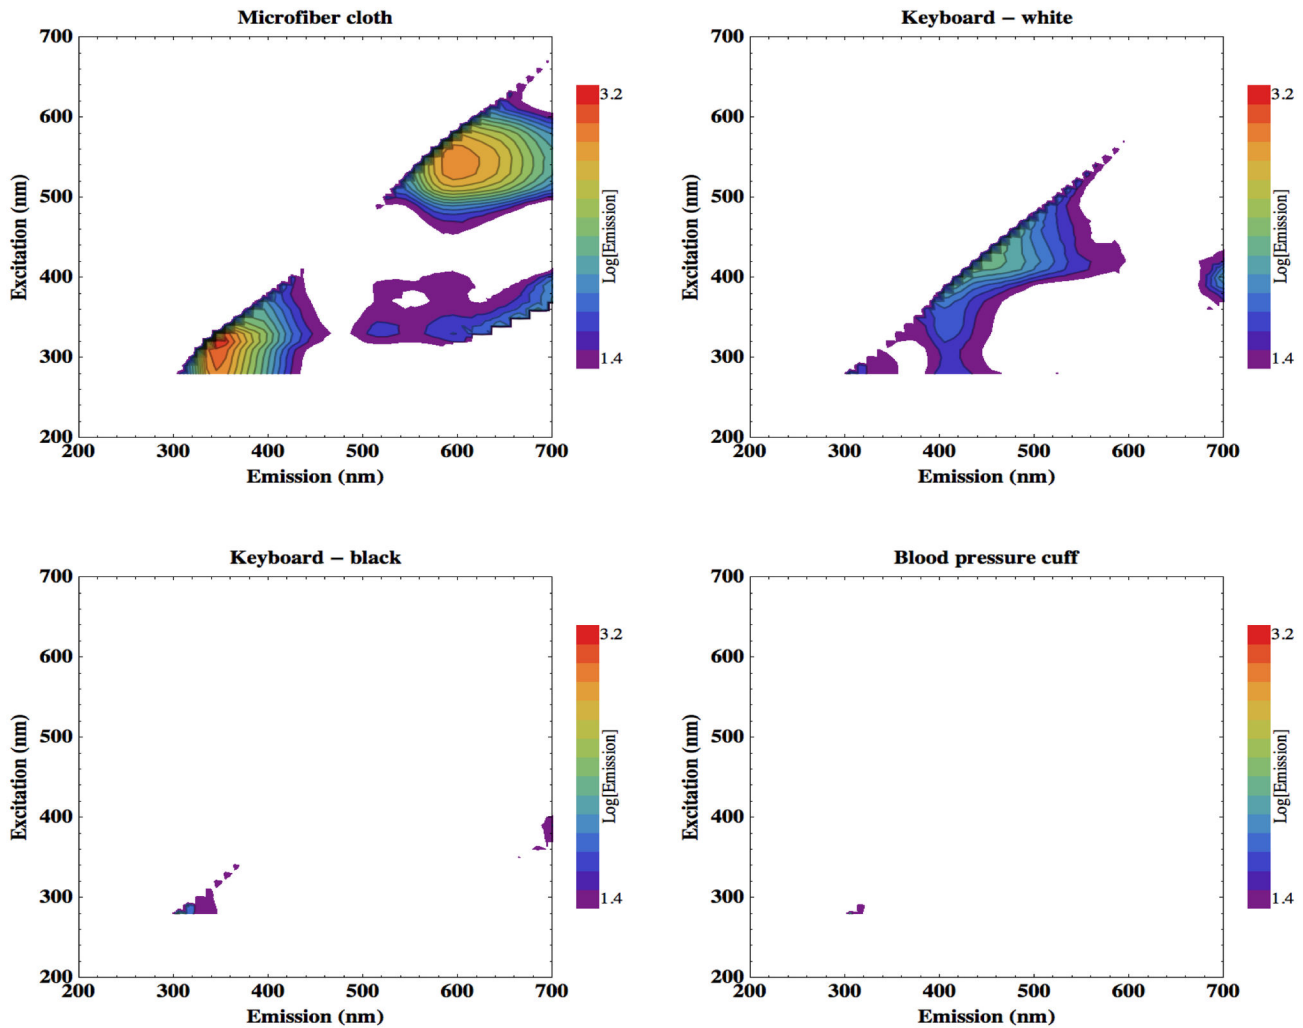 Microfiber cloth
700
600
500
400
300
200
200 300 400 500 600 700
Excitation (nm)
Emission (nm)
3.2
1.4
Log[Emission]
Keyboard – white
700
600
500
400
300
200
200 300 400 500 600 700
Excitation (nm)
Emission (nm)
3.2
1.4
Log[Emission]
Keyboard – black
700
600
500
400
300
200
200 300 400 500 600 700
Excitation (nm)
Emission (nm)
3.2
1.4
Log[Emission]
Blood pressure cuff
700
600
500
400
300
200
200 300 400 500 600 700
Excitation (nm)
Emission (nm)
3.2
1.4
Log[Emission]